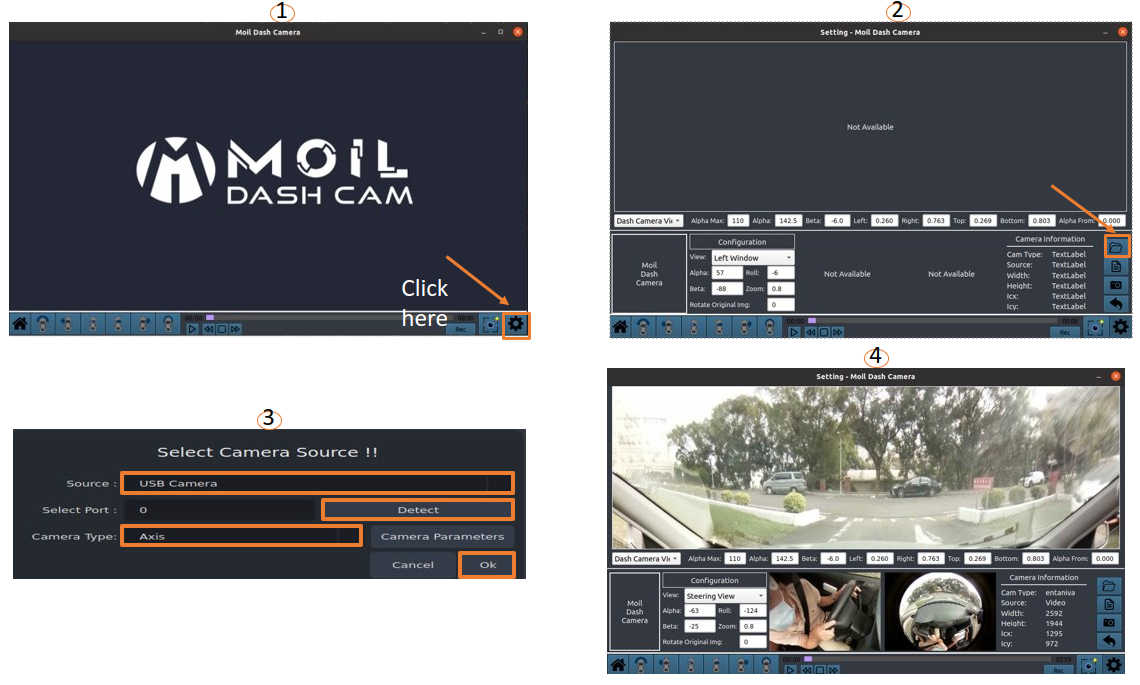 1
Moil Dash Camera
MOIL
DASH CAM
Click
here
00:00
00:00
Rec
2
Setting - Moil Dash Camera
Not Available
Dash Camera Vie Alpha Max: 110 Alpha: 142.5 Beta: -6.0 Left: 0.260 Right: 0.763 Top: 0.269 Bottom: 0.803 Alpha From: 0.000
Moil
Dash
Camera
Configuration
View: Left Window
Alpha: 57 Roll: -6
Beta: -88 Zoom: 0.8
Rotate Original Img: 0
Not Available
Not Available
Camera Information
Cam Type: TextLabel
Source: TextLabel
Width: TextLabel
Height: TextLabel
Icx: TextLabel
Icy: TextLabel
00:00
00:00
Rec
3
Select Camera Source !!
Source : USB Camera
Select Port : 0 Detect
Camera Type: Axis Camera Parameters
Cancel Ok
4
Setting - Moil Dash Camera
Dash Camera Vie Alpha Max: 110 Alpha: 142.5 Beta: -6.0 Left: 0.260 Right: 0.763 Top: 0.269 Bottom: 0.803 Alpha From: 0.000
Moil
Dash
Camera
Configuration
View: Steering View
Alpha: -63 Roll: -124
Beta: -25 Zoom: 0.8
Rotate Original Img: 0
Camera Information
Cam Type: entaniya
Source: Video
Width: 2592
Height: 1944
Icx: 1295
Icy: 972
00:00
02:59
Rec